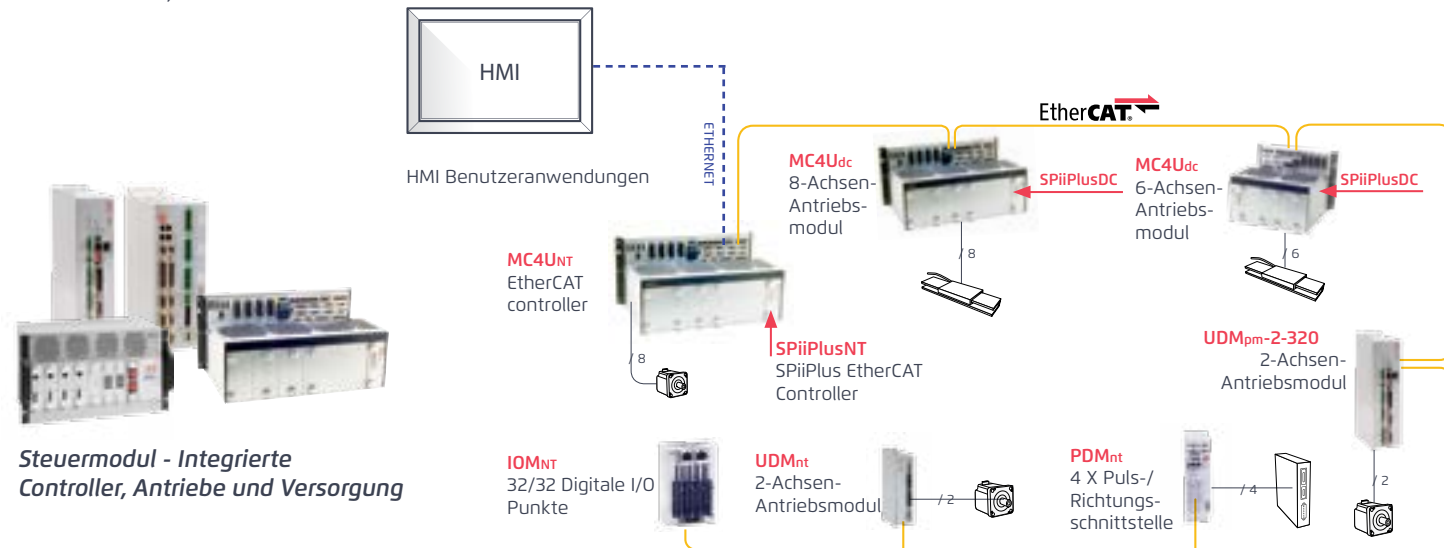 HMI
ETHERNET
HMI Benutzeranwendungen
EtherCAT®
MC4Udc
8-Achsen-
Antriebs-
modul
SPiiPlusDC
MC4Udc
6-Achsen-
Antriebs-
modul
SPiiPlusDC
/ 8
/ 6
MC4UNT
EtherCAT
controller
/ 8
SPiiPlusNT
SPiiPlus EtherCAT
Controller
UDMpm-2-320
2-Achsen-
Antriebsmodul
/ 2
Steuermodul - Integrierte
Controller, Antriebe und Versorgung
IOMNT
32/32 Digitale I/O
Punkte
UDMnt
2-Achsen-
Antriebsmodul
/ 2
PDMnt
4 X Puls-/
Richtungs-
schnittstelle
/ 4